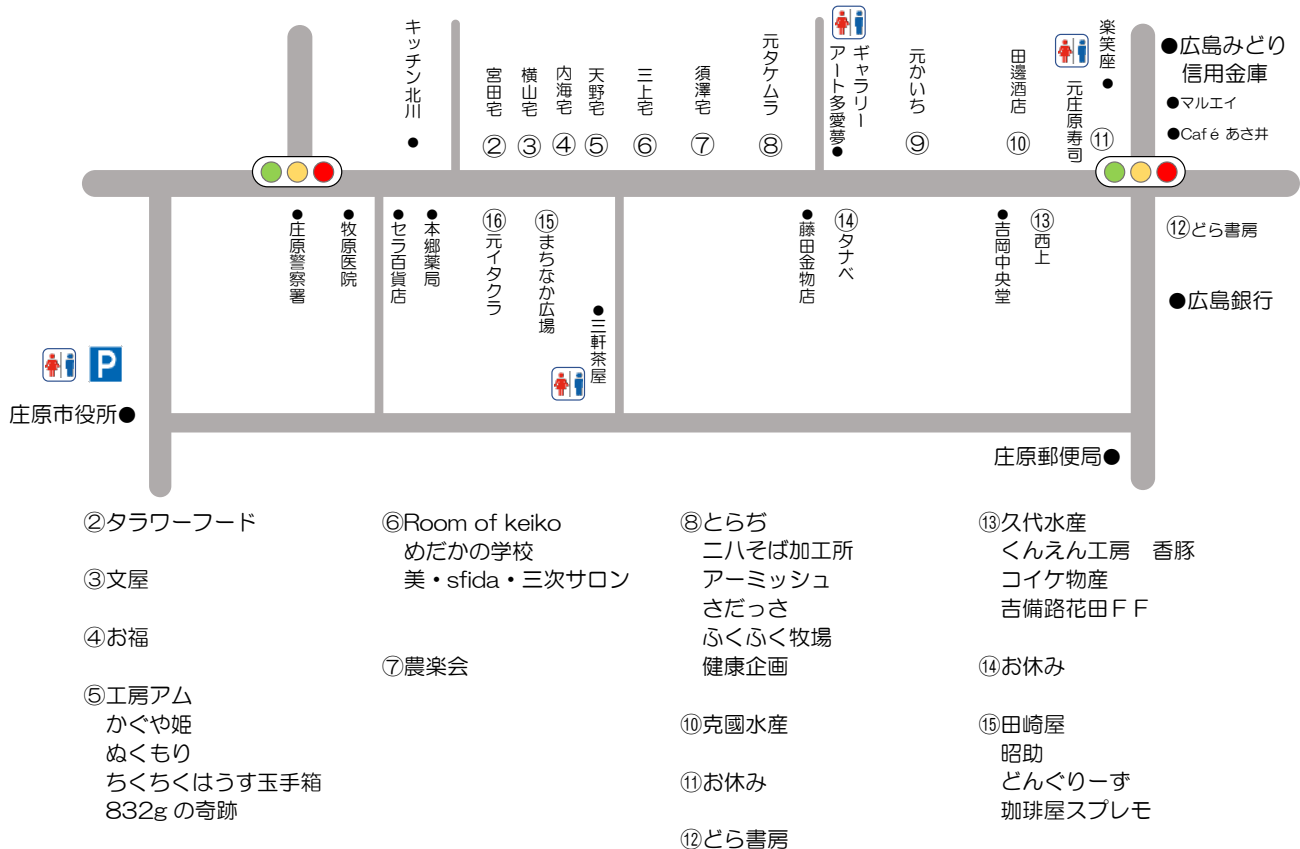 キッチン北川
宮田宅
②
横山宅
③
内海宅
④
天野宅
⑤
三上宅
⑥
須澤宅
⑦
元タケムラ
⑧
ギャラリー
アート多愛夢●
元かいち
⑨
田邊酒店
⑩
元庄原寿司
楽笑座
⑪
●広島みどり
信用金庫
●マルエイ
●Café あさ井
●庄原警察署
●牧原医院
●セラ百貨店
●本郷薬局
⑯元イタクラ
⑮まちなか広場
●三軒茶屋
●藤田金物店
⑭タナベ
●吉岡中央堂
⑬西上
⑫どら書房
●広島銀行
P
庄原市役所●
庄原郵便局●
②タラワーフード
③文屋
④お福
⑤工房アム
かぐや姫
ぬくもり
ちくちくはうす玉手箱
832g の奇跡
⑥Room of keiko
めだかの学校
美・sfida・三次サロン
⑦農楽会
⑧とらぢ
二八そば加工所
アーミッシュ
さだっさ
ふくふく牧場
健康企画
⑩克國水産
⑪お休み
⑫どら書房
⑬久代水産
くんえん工房　香豚
コイケ物産
吉備路花田ＦＦ
⑭お休み
⑮田崎屋
昭助
どんぐりーず
珈琲屋スプレモ